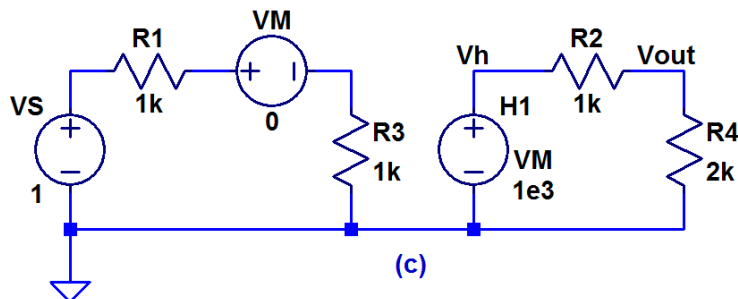 VM
R1
Vh
R2
Vout
VS
+
−
1k
1k
+
0
H1
+
R3
R4
1k
VM
−
1
−
1e3
2k
(c)